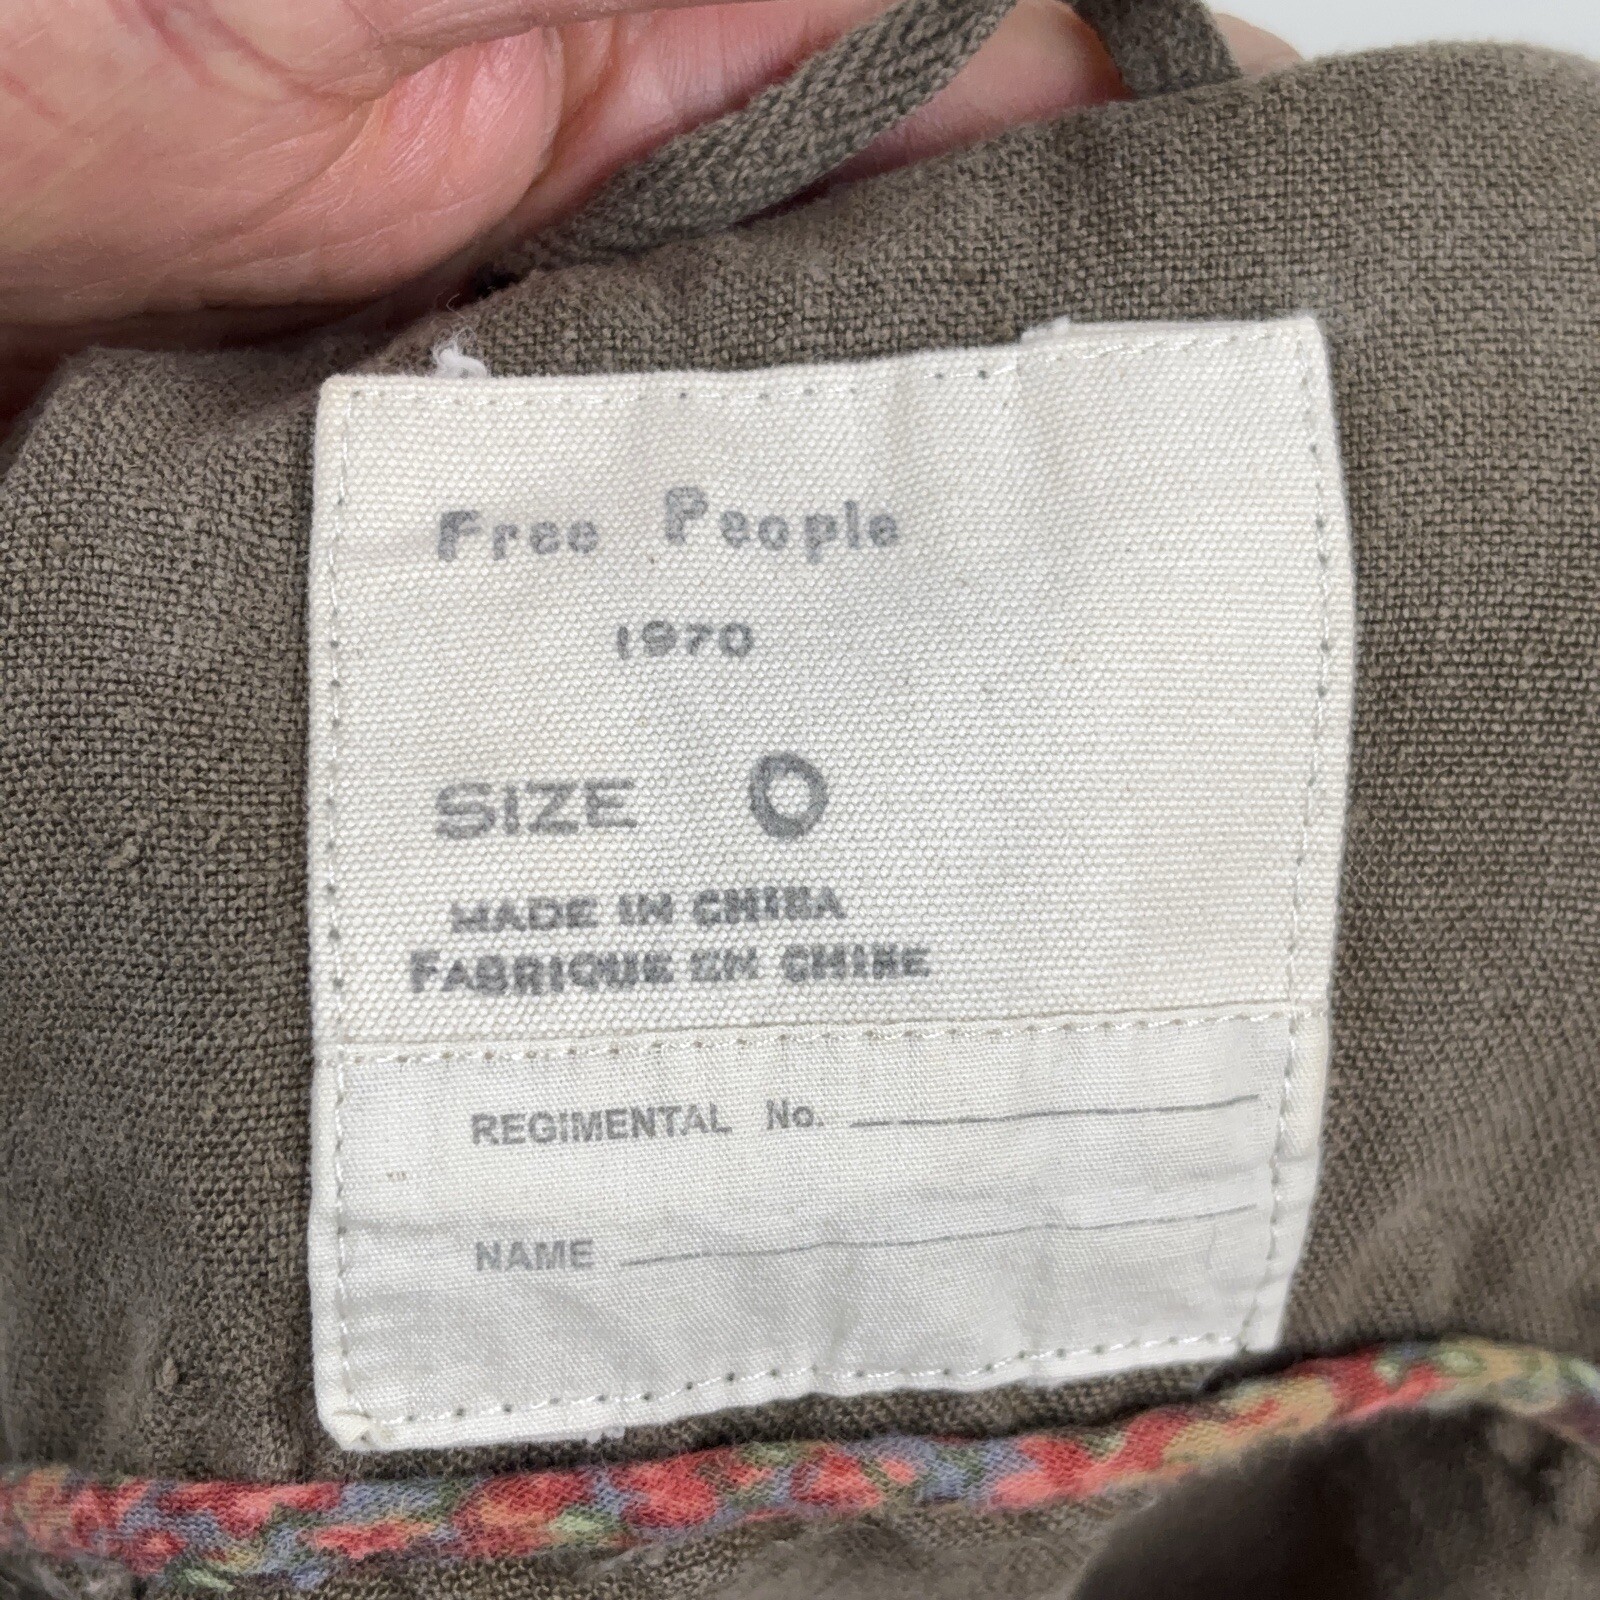 Free People
1970
SIZE 0
MADE IN CHINA
FABRIQUE EN CHINE
REGIMENTAL No.
NAME